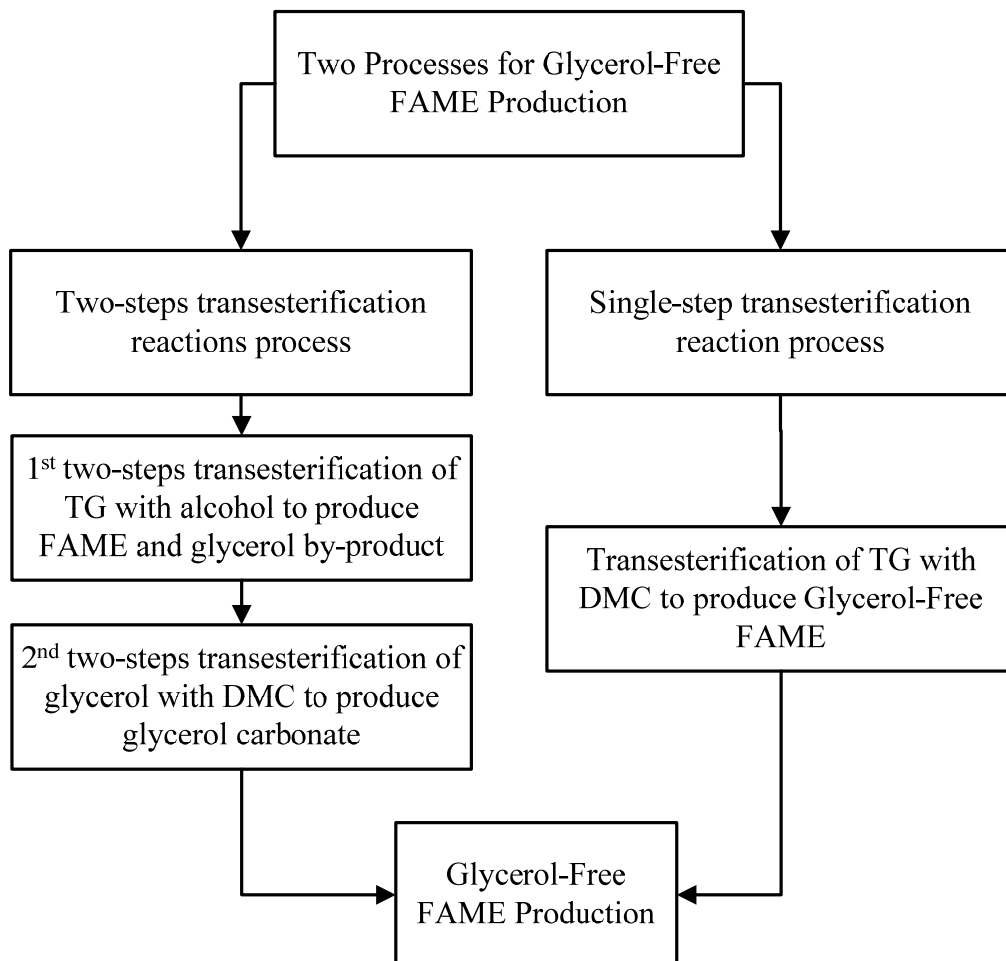 Two Processes for Glycerol-Free
FAME Production
Two-steps transesterification
reactions process
Single-step transesterification
reaction process
1st two-steps transesterification of
TG with alcohol to produce
FAME and glycerol by-product
Transesterification of TG with
DMC to produce Glycerol-Free
FAME
2nd two-steps transesterification of
glycerol with DMC to produce
glycerol carbonate
Glycerol-Free
FAME Production